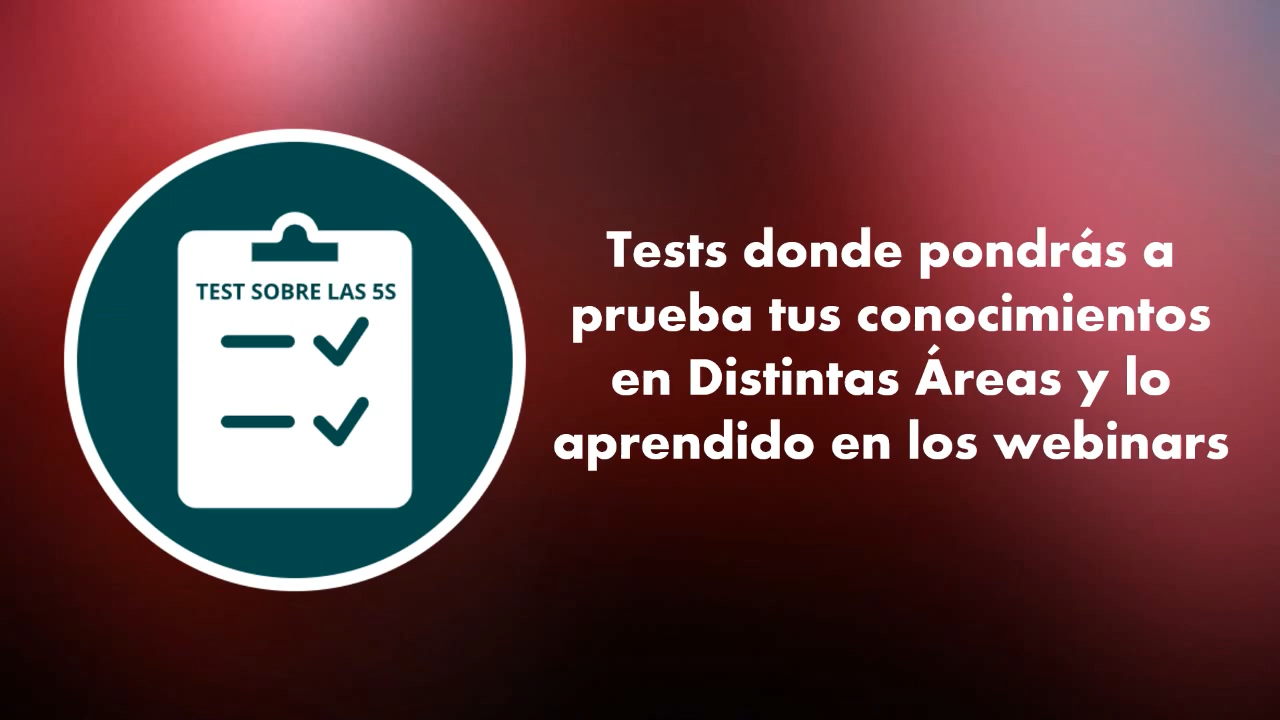 TEST SOBRE LAS 5S
Tests donde pondrás a
prueba tus conocimientos
en Distintas Áreas y lo
aprendido en los webinars